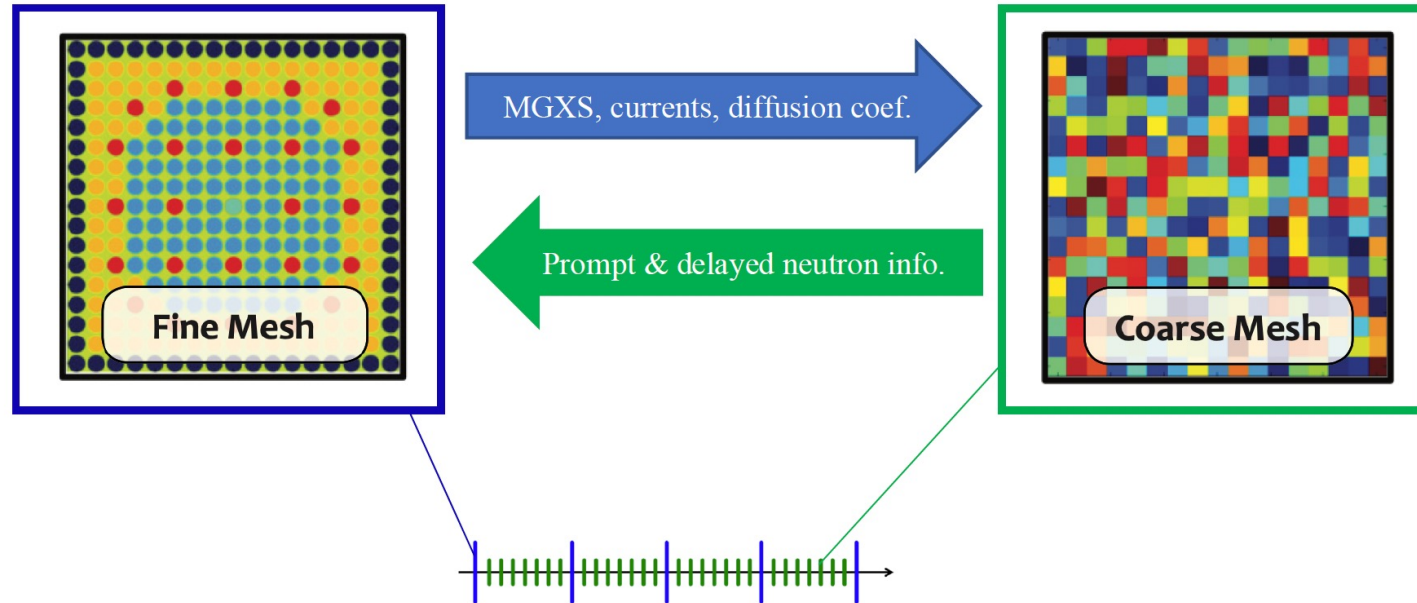 MGXS, currents, diffusion coef.
Prompt & delayed neutron info.
Fine Mesh
Coarse Mesh